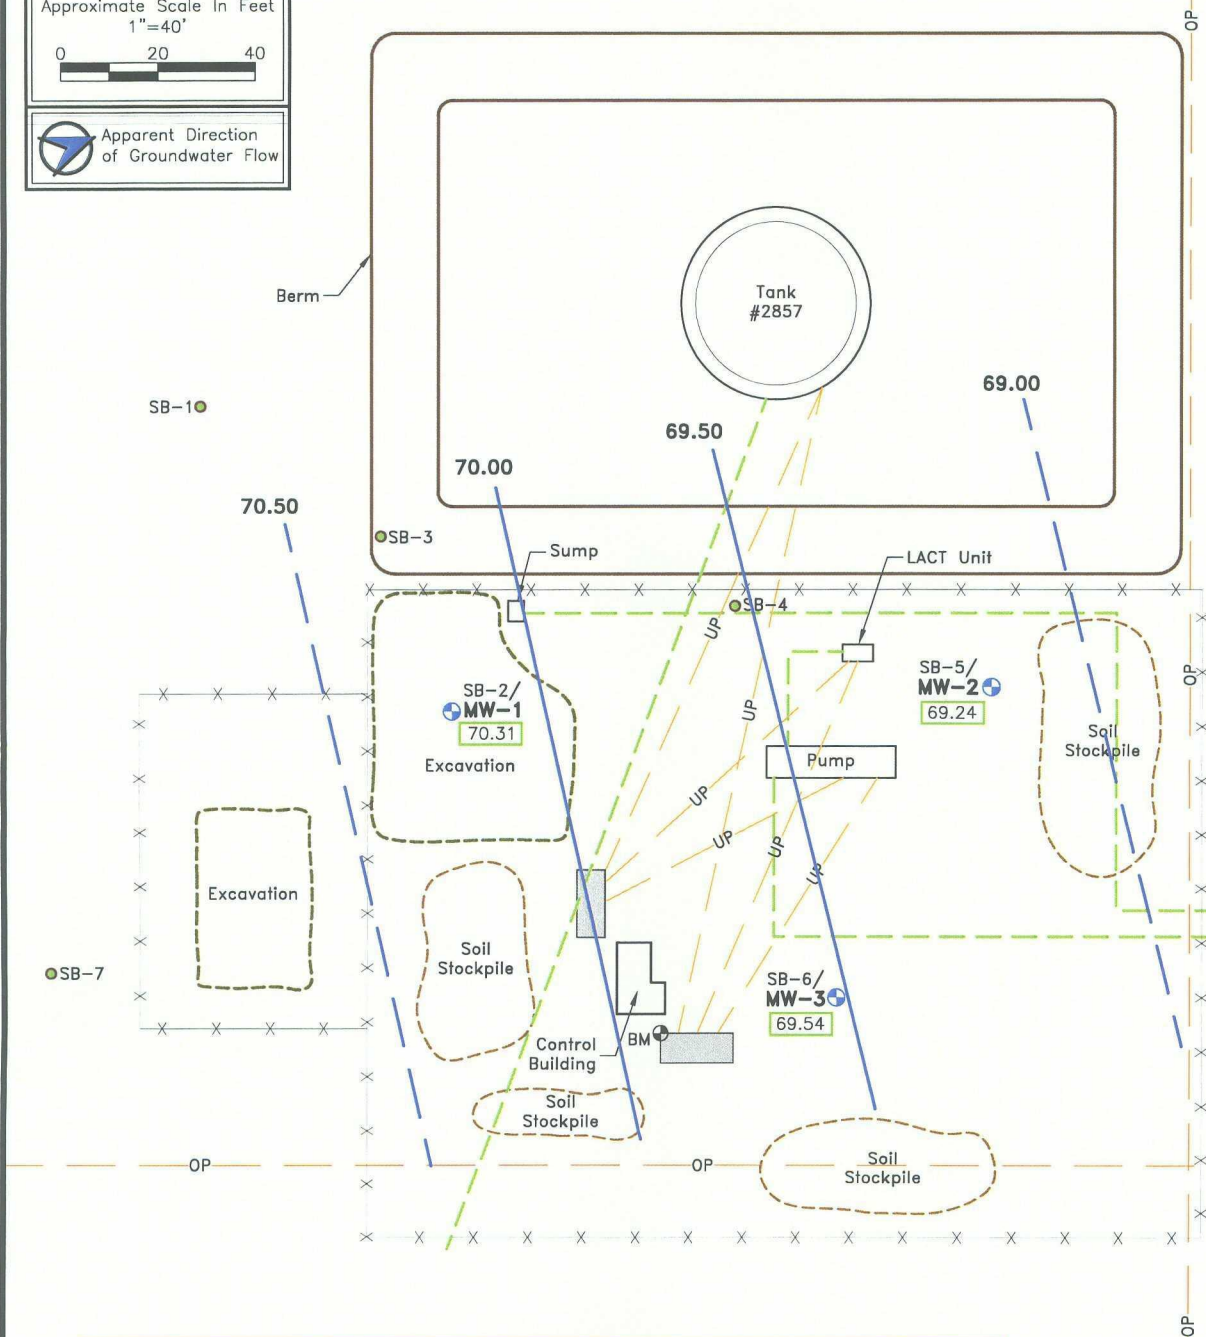 Approximate Scale In Feet
1"=40'
0 20 40
Apparent Direction
of Groundwater Flow
OP
Berm
Tank
#2857
SB-1
69.00
69.50
70.00
70.50
SB-3
Sump
LACT Unit
SB-4
UP
OP
SB-5/
MW-2
69.24
SB-2/
MW-1
70.31
Excavation
UP
Soil
Stockpile
Pump
UP
UP
UP
UP
Excavation
Soil
Stockpile
SB-7
SB-6/
MW-3
69.54
BM
Control
Building
Soil
Stockpile
OP
OP
Soil
Stockpile
OP